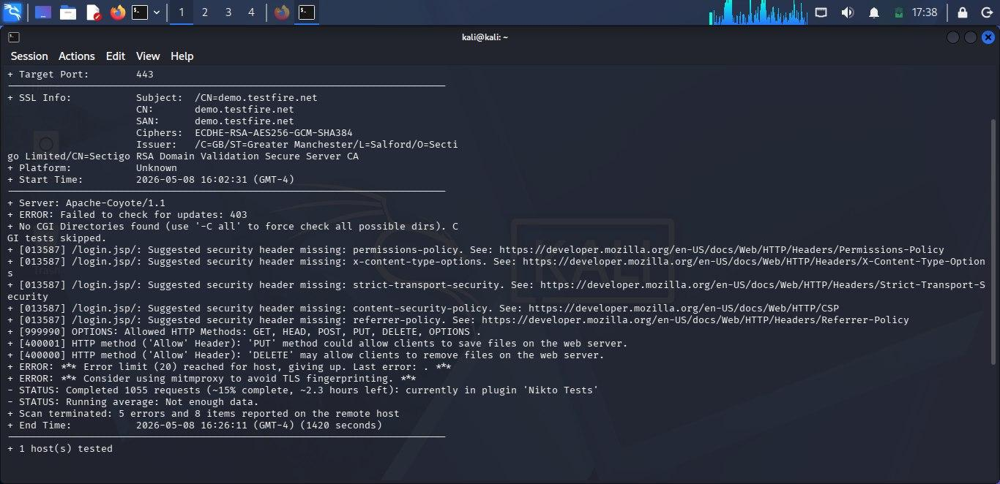 1 2 3 4 17:38
kali@kali: ~
Session Actions Edit View Help
+ Target Port: 443
+ SSL Info: Subject: /CN=demo.testfire.net
CN: demo.testfire.net
SAN: demo.testfire.net
Ciphers: ECDHE-RSA-AES256-GCM-SHA384
Issuer: /C=GB/ST=Greater Manchester/L=Salford/O=Secti
go Limited/CN=Sectigo RSA Domain Validation Secure Server CA
+ Platform: Unknown
+ Start Time: 2026-05-08 16:02:31 (GMT-4)
+ Server: Apache-Coyote/1.1
+ ERROR: Failed to check for updates: 403
+ No CGI Directories found (use '-C all' to force check all possible dirs). C
GI tests skipped.
+ [013587] /login.jsp/: Suggested security header missing: permissions-policy. See: https://developer.mozilla.org/en-US/docs/Web/HTTP/Headers/Permissions-Policy
+ [013587] /login.jsp/: Suggested security header missing: x-content-type-options. See: https://developer.mozilla.org/en-US/docs/Web/HTTP/Headers/X-Content-Type-Option
s
+ [013587] /login.jsp/: Suggested security header missing: strict-transport-security. See: https://developer.mozilla.org/en-US/docs/Web/HTTP/Headers/Strict-Transport-S
ecurity
+ [013587] /login.jsp/: Suggested security header missing: content-security-policy. See: https://developer.mozilla.org/en-US/docs/Web/HTTP/CSP
+ [013587] /login.jsp/: Suggested security header missing: referrer-policy. See: https://developer.mozilla.org/en-US/docs/Web/HTTP/Headers/Referrer-Policy
+ [999990] OPTIONS: Allowed HTTP Methods: GET, HEAD, POST, PUT, DELETE, OPTIONS .
+ [400001] HTTP method ('Allow' Header): 'PUT' method could allow clients to save files on the web server.
+ [400000] HTTP method ('Allow' Header): 'DELETE' may allow clients to remove files on the web server.
+ ERROR: *** Error limit (20) reached for host, giving up. Last error: . ***
+ ERROR: *** Consider using mitmproxy to avoid TLS fingerprinting. ***
- STATUS: Completed 1055 requests (~15% complete, ~2.3 hours left): currently in plugin 'Nikto Tests'
- STATUS: Running average: Not enough data.
+ Scan terminated: 5 errors and 8 items reported on the remote host
+ End Time: 2026-05-08 16:26:11 (GMT-4) (1420 seconds)
+ 1 host(s) tested
Trash
KALI